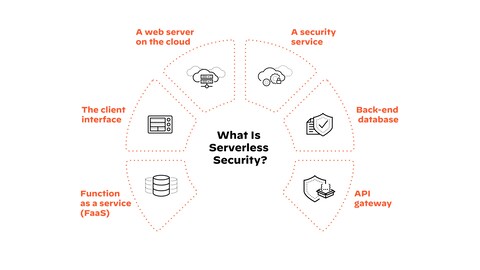 A web server
on the cloud
A security
service
The client
interface
Back-end
database
What Is
Serverless
Security?
Function
as a service
(FaaS)
API
gateway